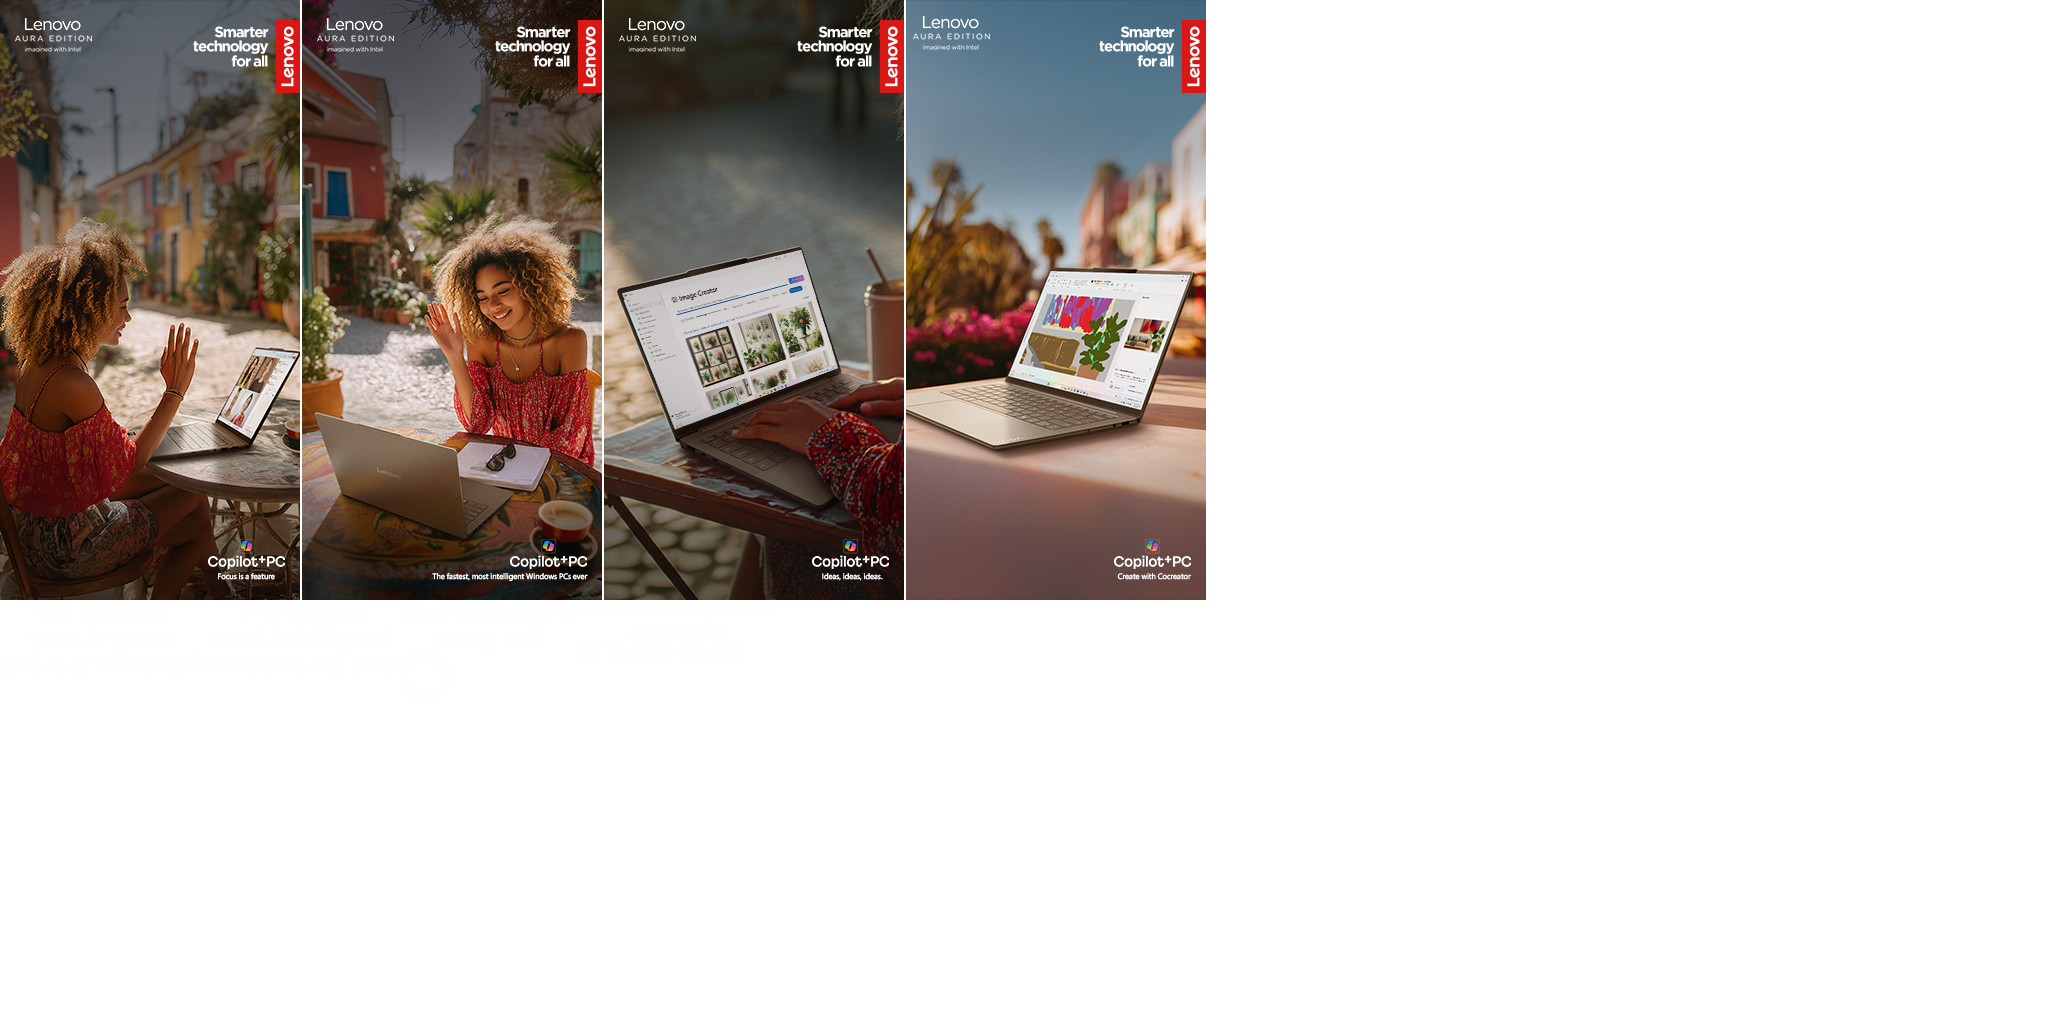 Lenovo
AURA EDITION
imagined with Intel
Smarter
technology
for all
Lenovo
Copilot+PC
Focus is a feature
Lenovo
AURA EDITION
imagined with Intel
Smarter
technology
for all
Lenovo
Lenovo
Copilot+PC
The fastest, most intelligent Windows PCs ever
Lenovo
AURA EDITION
imagined with Intel
Smarter
technology
for all
Lenovo
Image Creator
Copilot+PC
Ideas, ideas, ideas.
Lenovo
AURA EDITION
imagined with Intel
Smarter
technology
for all
Lenovo
Copilot+PC
Create with Cocreator